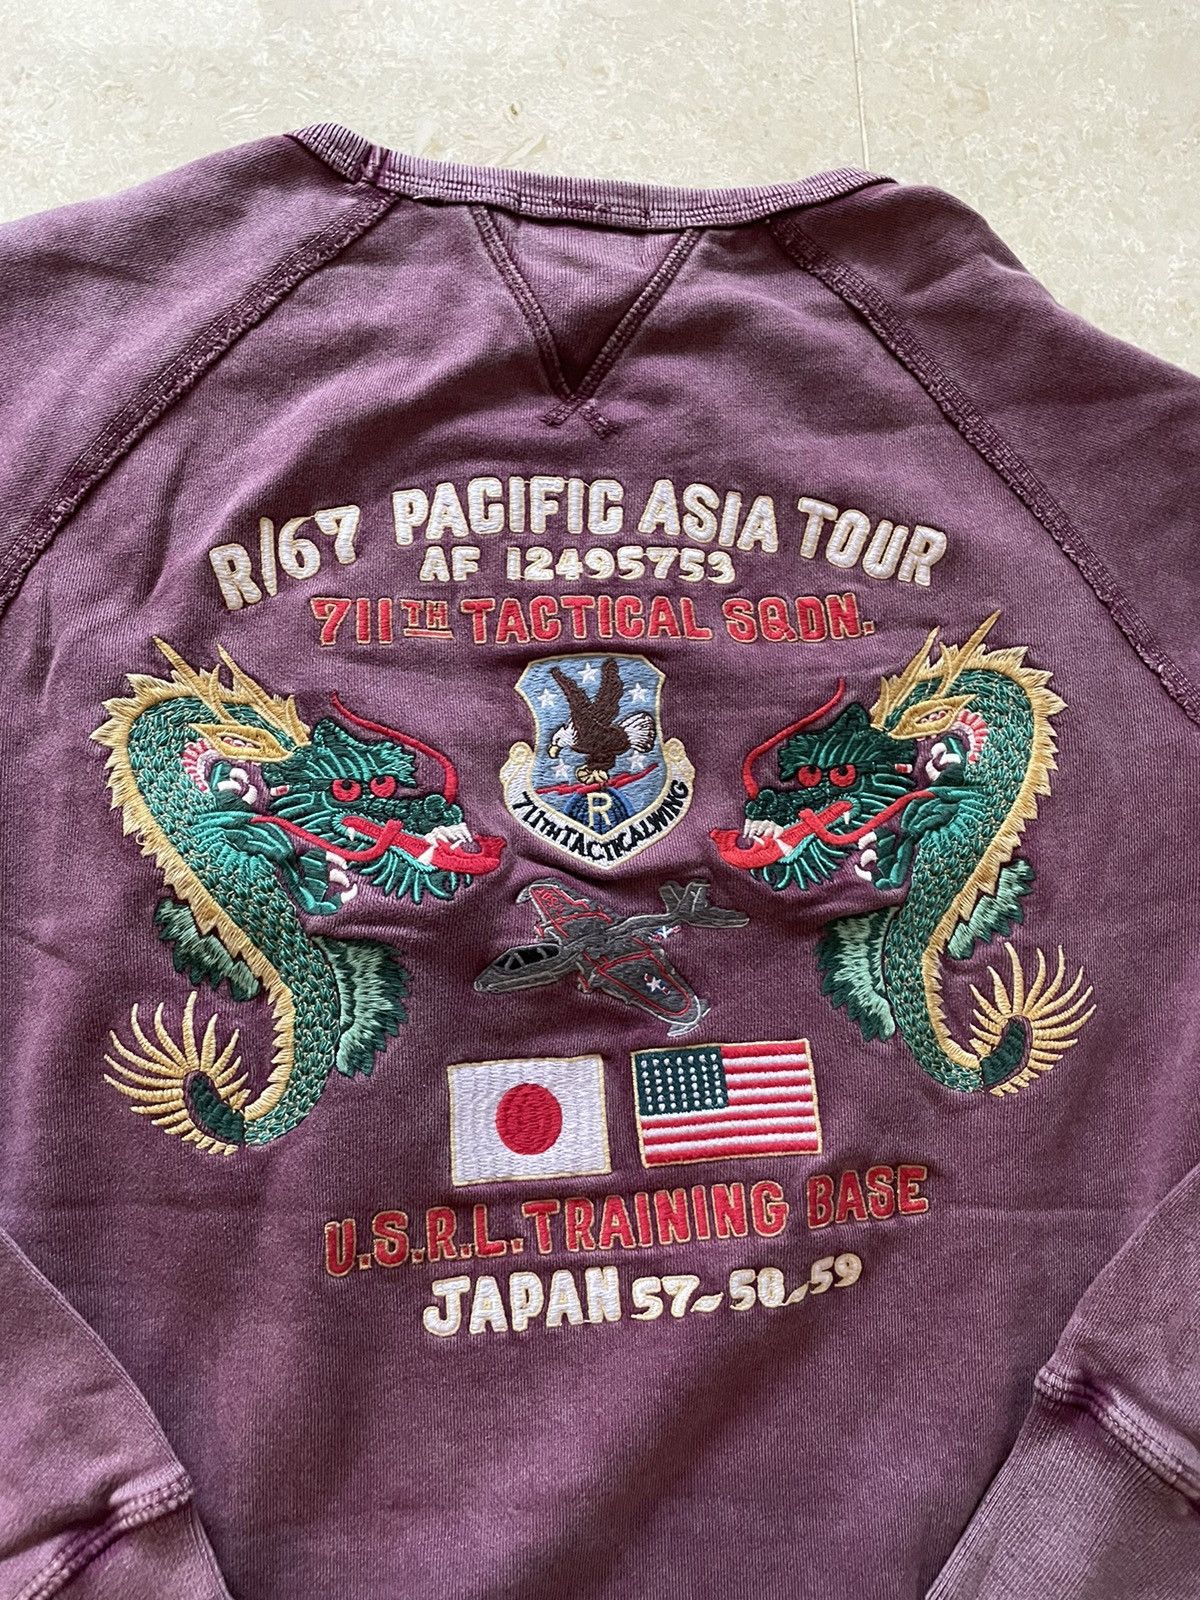 R/67 PACIFIC ASIA TOUR
AF 12495753
711TH TACTICAL SQDN.
R
711TH TACTICAL WING
U.S.R.L. TRAINING BASE
JAPAN 57~58~59